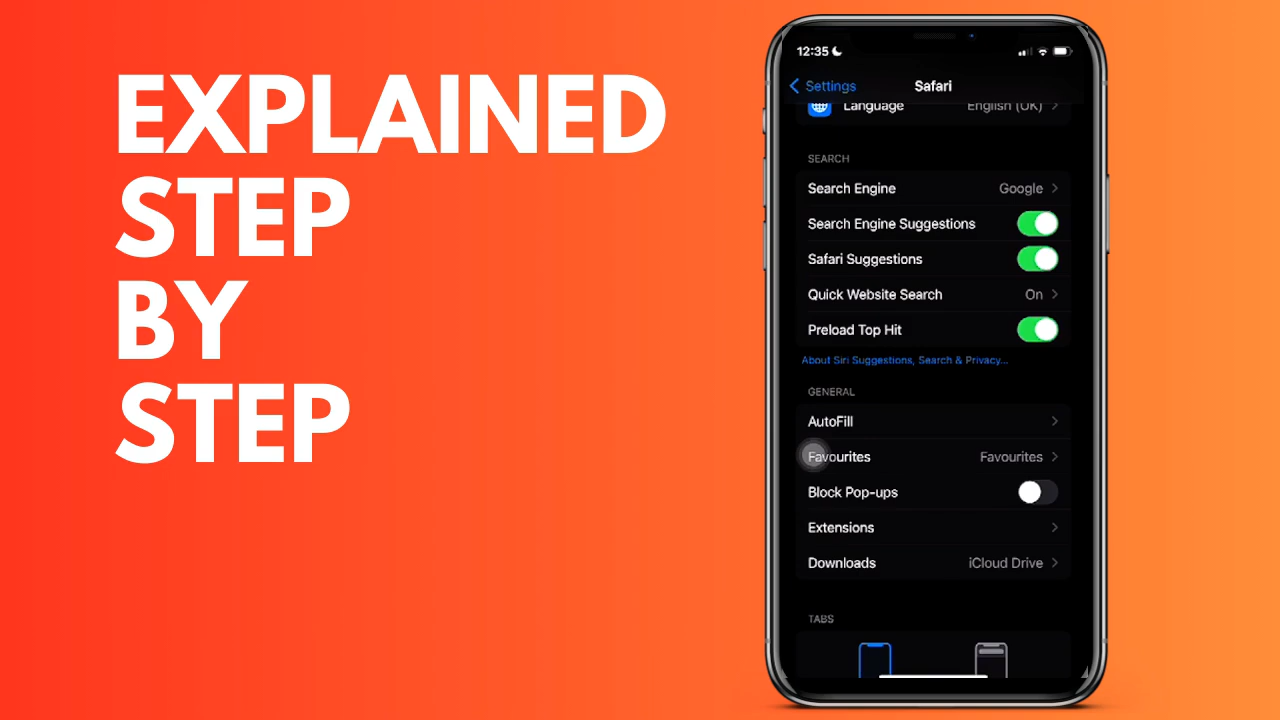 EXPLAINED
STEP
BY
STEP
12:35
Settings
Safari
Language English (UK)
SEARCH
Search Engine Google
Search Engine Suggestions
Safari Suggestions
Quick Website Search On
Preload Top Hit
About Siri Suggestions, Search & Privacy...
GENERAL
AutoFill
Favourites Favourites
Block Pop-ups
Extensions
Downloads iCloud Drive
TABS